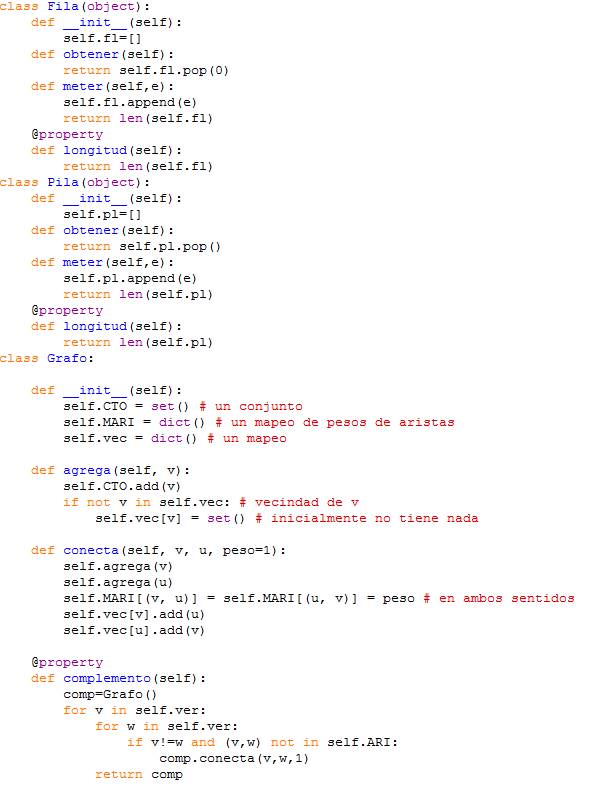 class Fila(object):
    def __init__(self):
        self.fl=[]
    def obtener(self):
        return self.fl.pop(0)
    def meter(self,e):
        self.fl.append(e)
        return len(self.fl)
    @property
    def longitud(self):
        return len(self.fl)
class Pila(object):
    def __init__(self):
        self.pl=[]
    def obtener(self):
        return self.pl.pop()
    def meter(self,e):
        self.pl.append(e)
        return len(self.pl)
    @property
    def longitud(self):
        return len(self.pl)
class Grafo:
    def __init__(self):
        self.CTO = set() # un conjunto
        self.MARI = dict() # un mapeo de pesos de aristas
        self.vec = dict() # un mapeo
    def agrega(self, v):
        self.CTO.add(v)
        if not v in self.vec: # vecindad de v
            self.vec[v] = set() # inicialmente no tiene nada
    def conecta(self, v, u, peso=1):
        self.agrega(v)
        self.agrega(u)
        self.MARI[(v, u)] = self.MARI[(u, v)] = peso # en ambos sentidos
        self.vec[v].add(u)
        self.vec[u].add(v)
    @property
    def complemento(self):
        comp=Grafo()
        for v in self.ver:
            for w in self.ver:
                if v!=w and (v,w) not in self.ARI:
                    comp.conecta(v,w,1)
            return comp